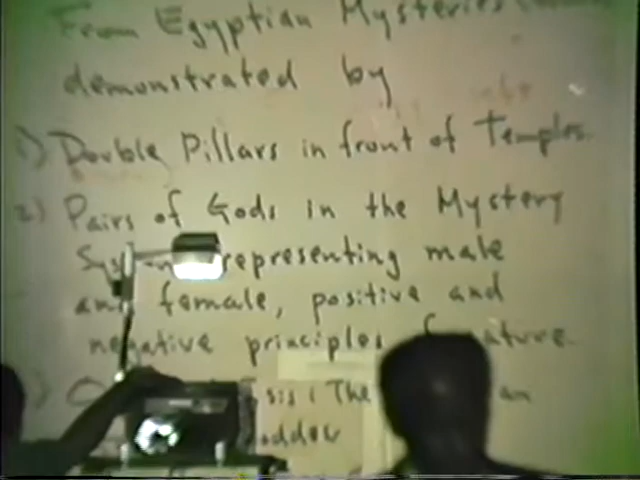 From Egyptian Mysteries
demonstrated by
1) Double Pillars in front of Temples
2) Pairs of Gods in the Mystery
representing male
and female, positive and
negative principles
The